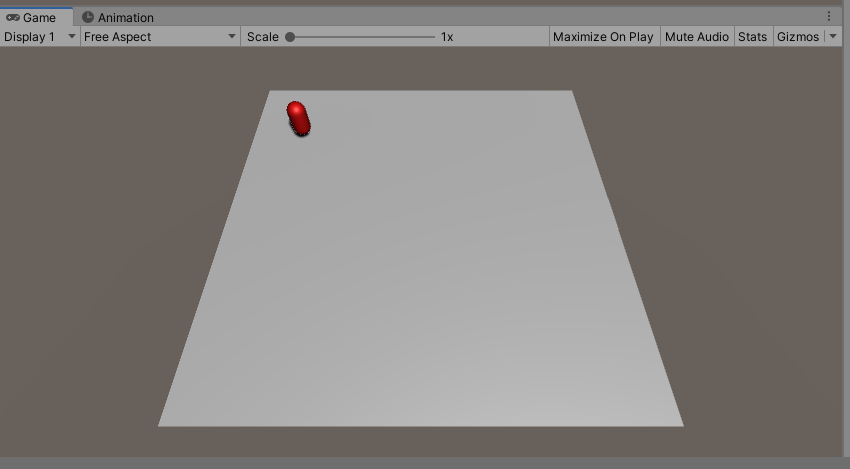 Game Animation
Display 1 Free Aspect Scale 1x Maximize On Play Mute Audio Stats Gizmos